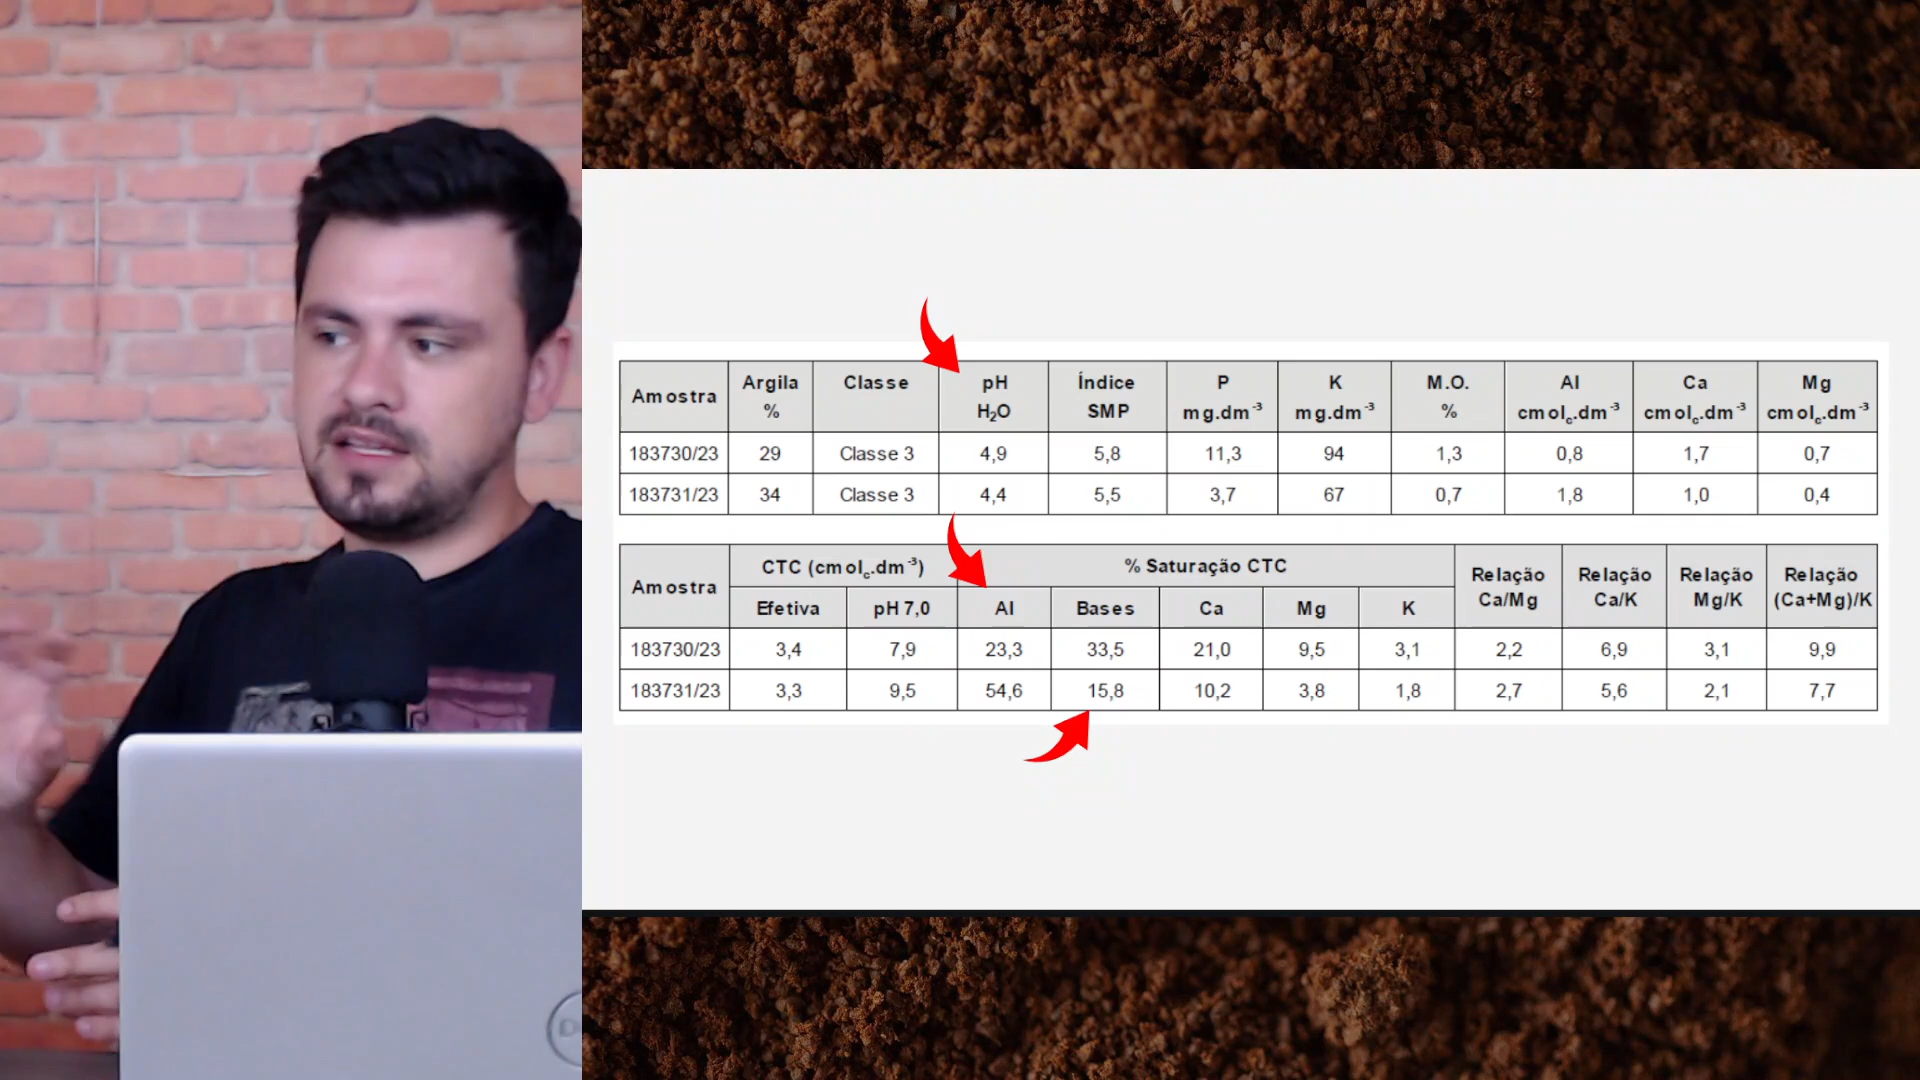 Amostra Argila % Classe pH H₂O Índice SMP P mg.dm⁻³ K mg.dm⁻³ M.O. % Al cmolc.dm⁻³ Ca cmolc.dm⁻³ Mg cmolc.dm⁻³
183730/23 29 Classe 3 4,9 5,8 11,3 94 1,3 0,8 1,7 0,7
183731/23 34 Classe 3 4,4 5,5 3,7 67 0,7 1,8 1,0 0,4
Amostra CTC (cmolc.dm⁻³) % Saturação CTC Relação Ca/Mg Relação Ca/K Relação Mg/K Relação (Ca+Mg)/K
Efetiva pH 7,0 Al Bases Ca Mg K
183730/23 3,4 7,9 23,3 33,5 21,0 9,5 3,1 2,2 6,9 3,1 9,9
183731/23 3,3 9,5 54,6 15,8 10,2 3,8 1,8 2,7 5,6 2,1 7,7